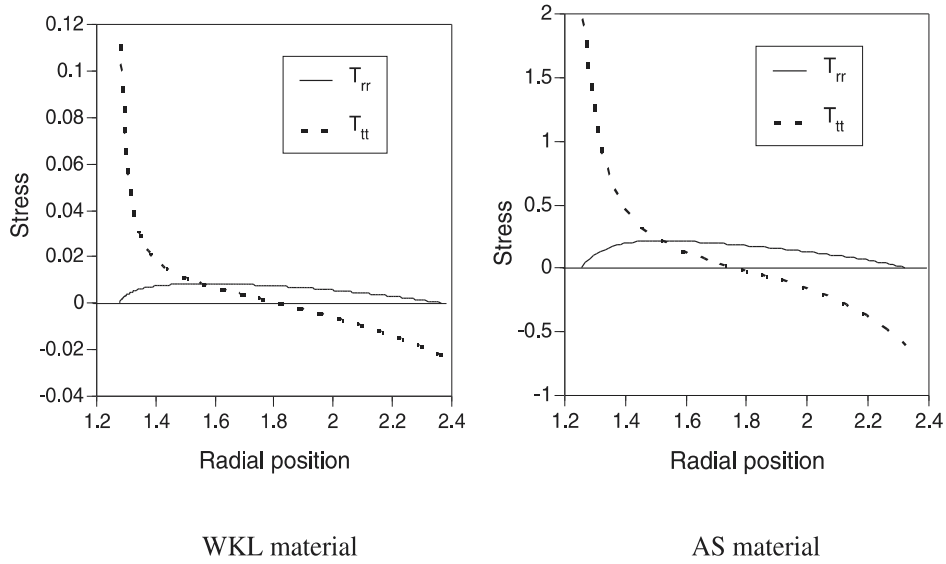 0.12
0.1
0.08
0.06
0.04
0.02
0
-0.02
-0.04
Stress
T_rr
T_tt
1.2 1.4 1.6 1.8 2 2.2 2.4
Radial position
WKL material
2
1.5
1
0.5
0
-0.5
-1
Stress
T_rr
T_tt
1.2 1.4 1.6 1.8 2 2.2 2.4
Radial position
AS material